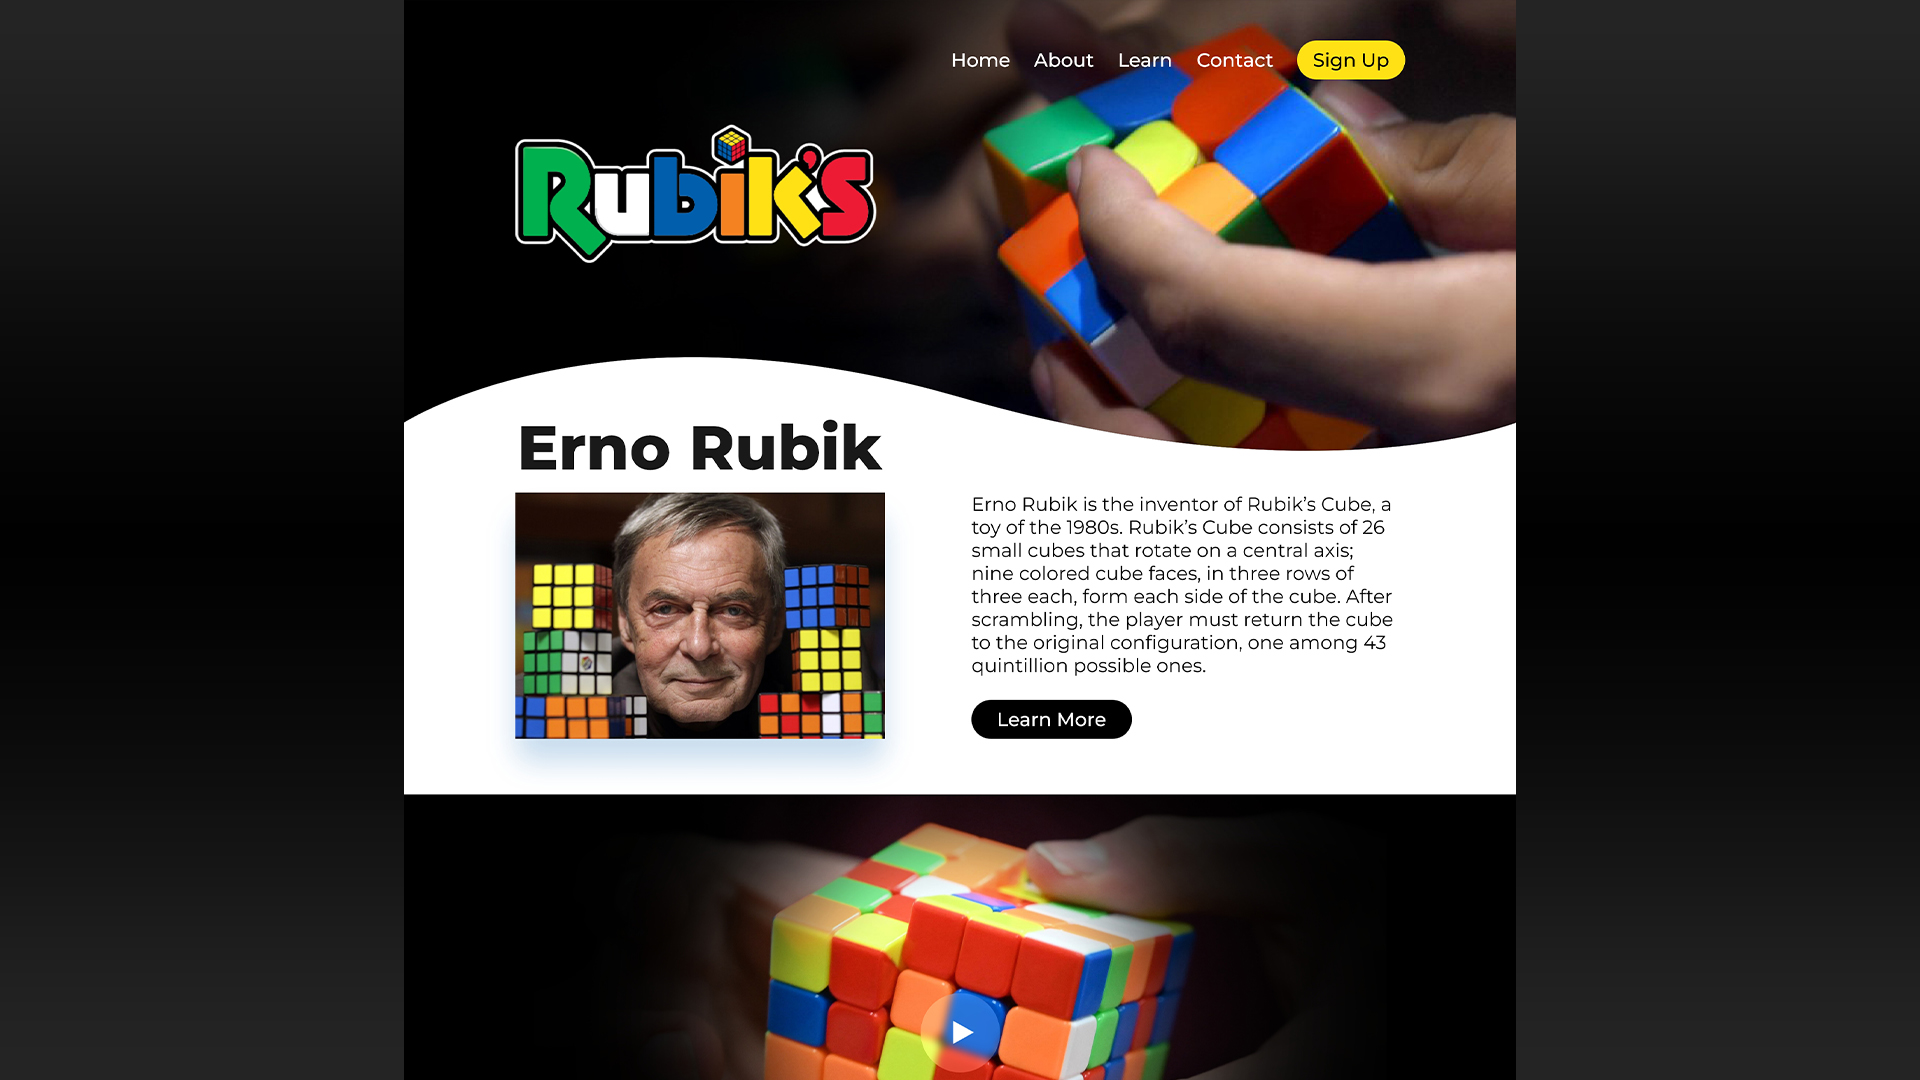 Home About Learn Contact Sign Up
Rubik's
Erno Rubik
Erno Rubik is the inventor of Rubik’s Cube, a
toy of the 1980s. Rubik’s Cube consists of 26
small cubes that rotate on a central axis;
nine colored cube faces, in three rows of
three each, form each side of the cube. After
scrambling, the player must return the cube
to the original configuration, one among 43
quintillion possible ones.
Learn More